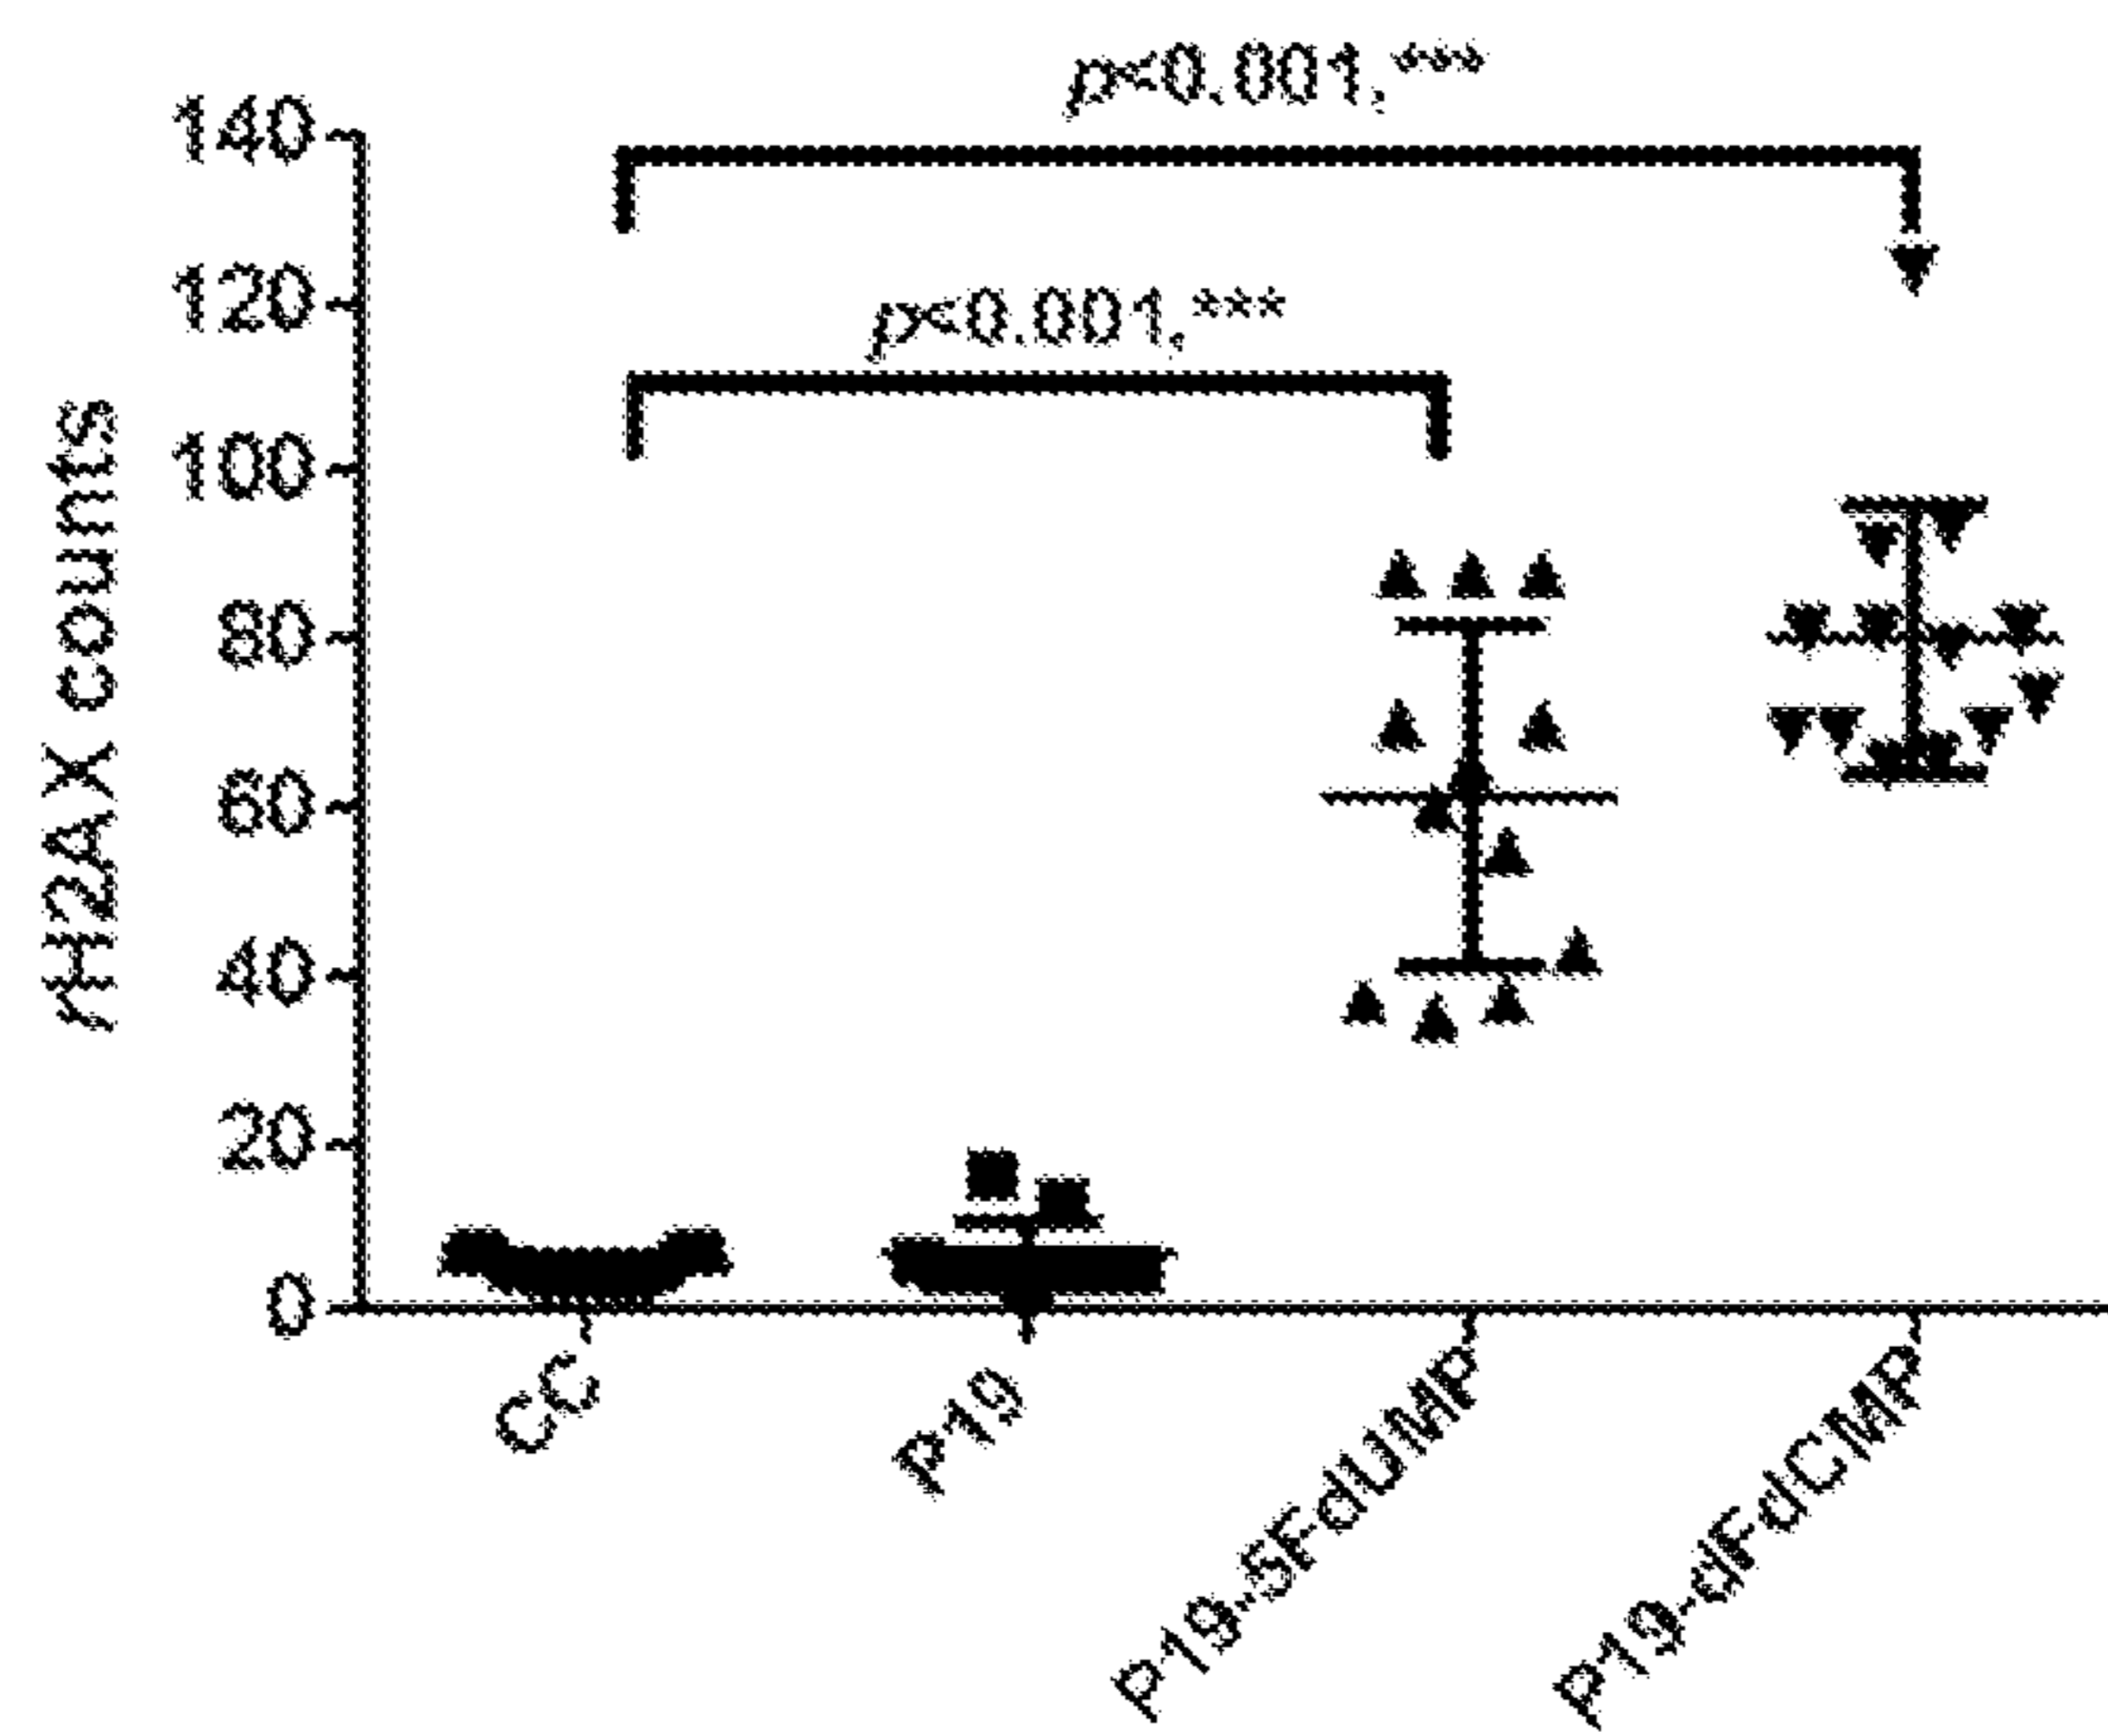 p<0.001,***
p<0.001,***
140
120
100
80
60
40
20
0
rH2AX counts
CC
P19
P19-5FdUMP
P19-dFdCMP